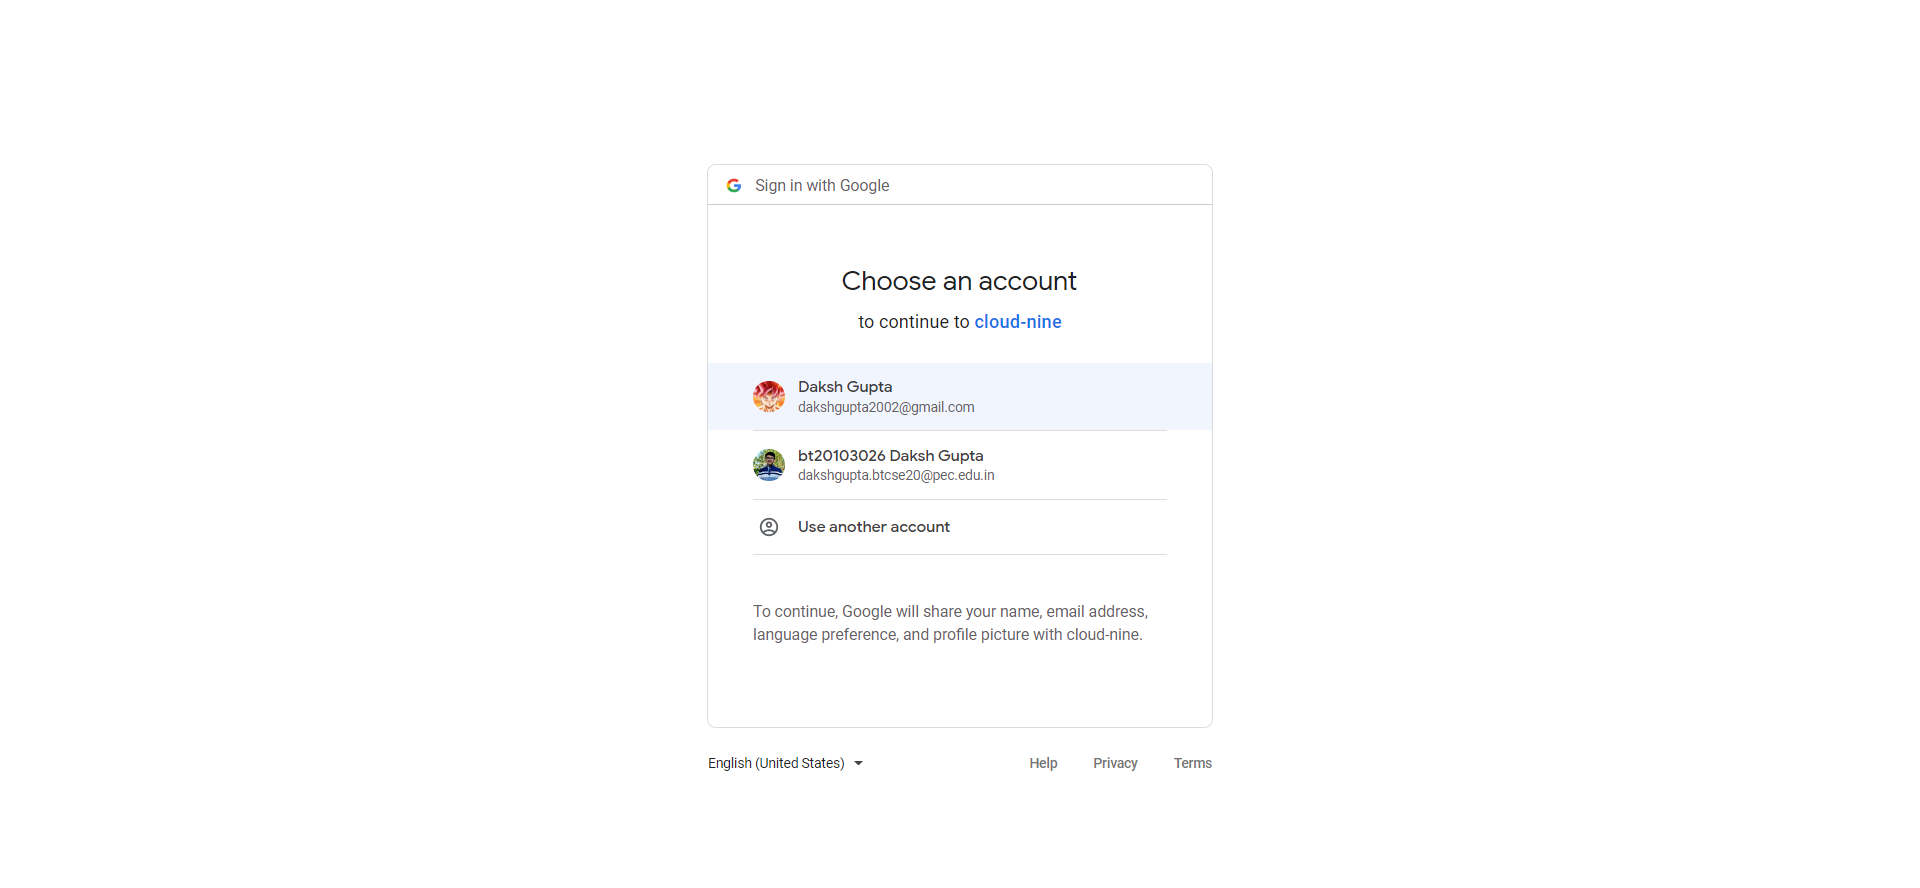 Sign in with Google
Choose an account
to continue to cloud-nine
Daksh Gupta
dakshgupta2002@gmail.com
bt20103026 Daksh Gupta
dakshgupta.btcse20@pec.edu.in
Use another account
To continue, Google will share your name, email address,
language preference, and profile picture with cloud-nine.
English (United States) Help Privacy Terms